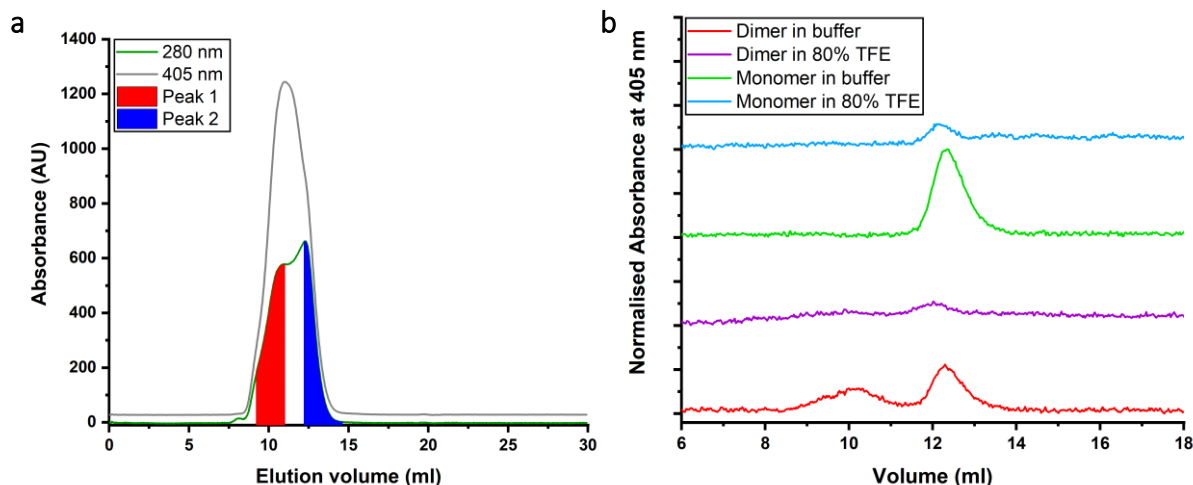 a
1400
1200
1000
800
600
400
200
0
Absorbance (AU)
280 nm
405 nm
Peak 1
Peak 2
0 5 10 15 20 25 30
Elution volume (ml)
b
Normalised Absorbance at 405 nm
Dimer in buffer
Dimer in 80% TFE
Monomer in buffer
Monomer in 80% TFE
6 8 10 12 14 16 18
Volume (ml)